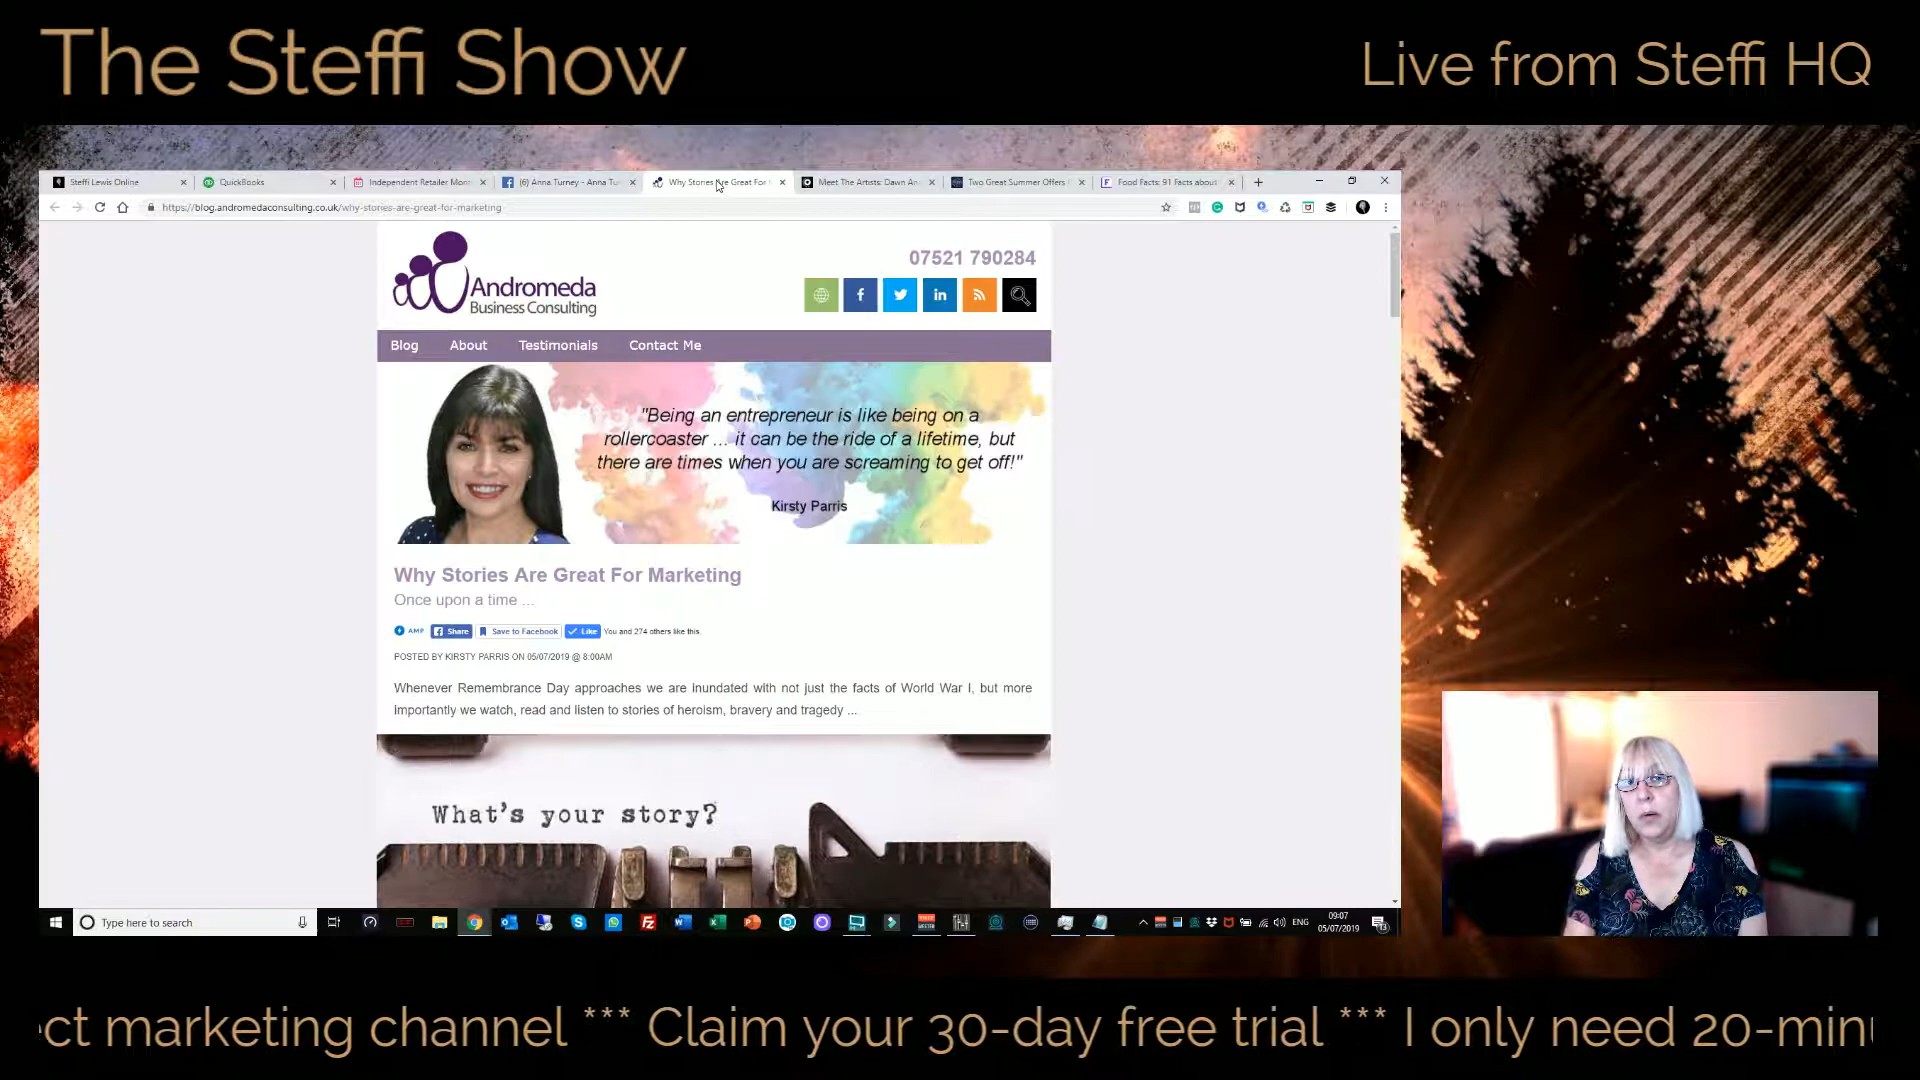 The Steffi Show
Live from Steffi HQ
Steffi Lewis Online
QuickBooks
Independent Retailer Mon
(6) Anna Turney - Anna Tu
Why Stories Are Great For
Meet The Artists: Dawn An
Two Great Summer Offers
Food Facts: 91 Facts about
https://blog.andromedaconsulting.co.uk/why-stories-are-great-for-marketing
Andromeda
Business Consulting
07521 790284
Blog About Testimonials Contact Me
"Being an entrepreneur is like being on a
rollercoaster ... it can be the ride of a lifetime, but
there are times when you are screaming to get off!"
Kirsty Parris
Why Stories Are Great For Marketing
Once upon a time ...
AMP Share Save to Facebook Like You and 274 others like this.
POSTED BY KIRSTY PARRIS ON 05/07/2019 @ 8:00AM
Whenever Remembrance Day approaches we are inundated with not just the facts of World War I, but more
importantly we watch, read and listen to stories of heroism, bravery and tragedy ...
What's your story?
Type here to search
ENG
09:07
05/07/2019
ct marketing channel *** Claim your 30-day free trial *** I only need 20-min